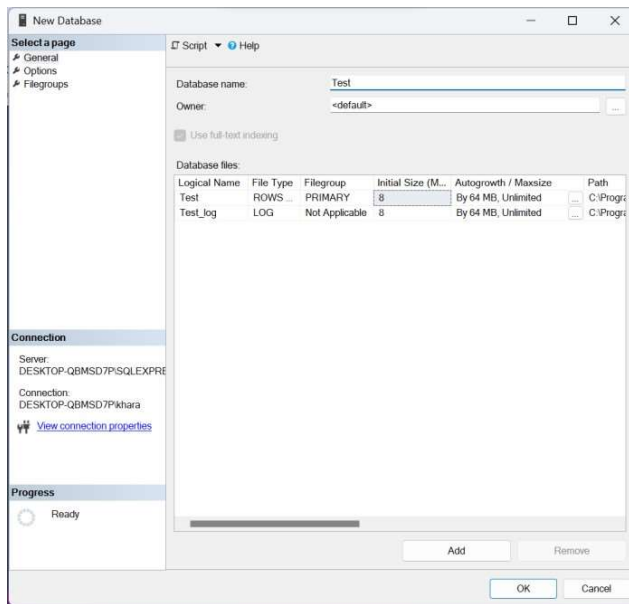 New Database
Select a page
General
Options
Filegroups
Script Help
Database name: Test
Owner: <default> ...
Use full-text indexing
Database files:
Logical Name File Type Filegroup Initial Size (M... Autogrowth / Maxsize Path
Test ROWS ... PRIMARY 8 By 64 MB, Unlimited ... C:\Progra
Test_log LOG Not Applicable 8 By 64 MB, Unlimited ... C:\Progra
Connection
Server:
DESKTOP-QBMSD7P\SQLEXPRE
Connection:
DESKTOP-QBMSD7P\khara
View connection properties
Progress
Ready
Add Remove
OK Cancel